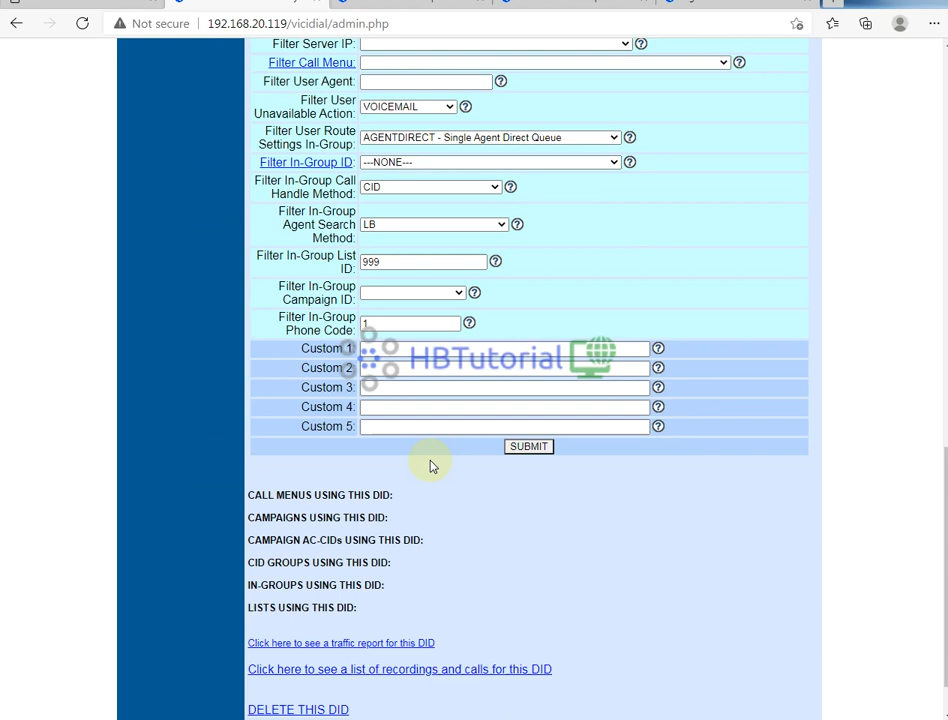 Not secure | 192.168.20.119/vicidial/admin.php
Filter Server IP:
Filter Call Menu:
Filter User Agent:
Filter User
Unavailable Action: VOICEMAIL
Filter User Route
Settings In-Group: AGENTDIRECT - Single Agent Direct Queue
Filter In-Group ID: ---NONE---
Filter In-Group Call
Handle Method: CID
Filter In-Group
Agent Search
Method: LB
Filter In-Group List
ID: 999
Filter In-Group
Campaign ID:
Filter In-Group
Phone Code: 1
Custom 1:
HBTutorial
Custom 2:
Custom 3:
Custom 4:
Custom 5:
SUBMIT
CALL MENUS USING THIS DID:
CAMPAIGNS USING THIS DID:
CAMPAIGN AC-CIDs USING THIS DID:
CID GROUPS USING THIS DID:
IN-GROUPS USING THIS DID:
LISTS USING THIS DID:
Click here to see a traffic report for this DID
Click here to see a list of recordings and calls for this DID
DELETE THIS DID